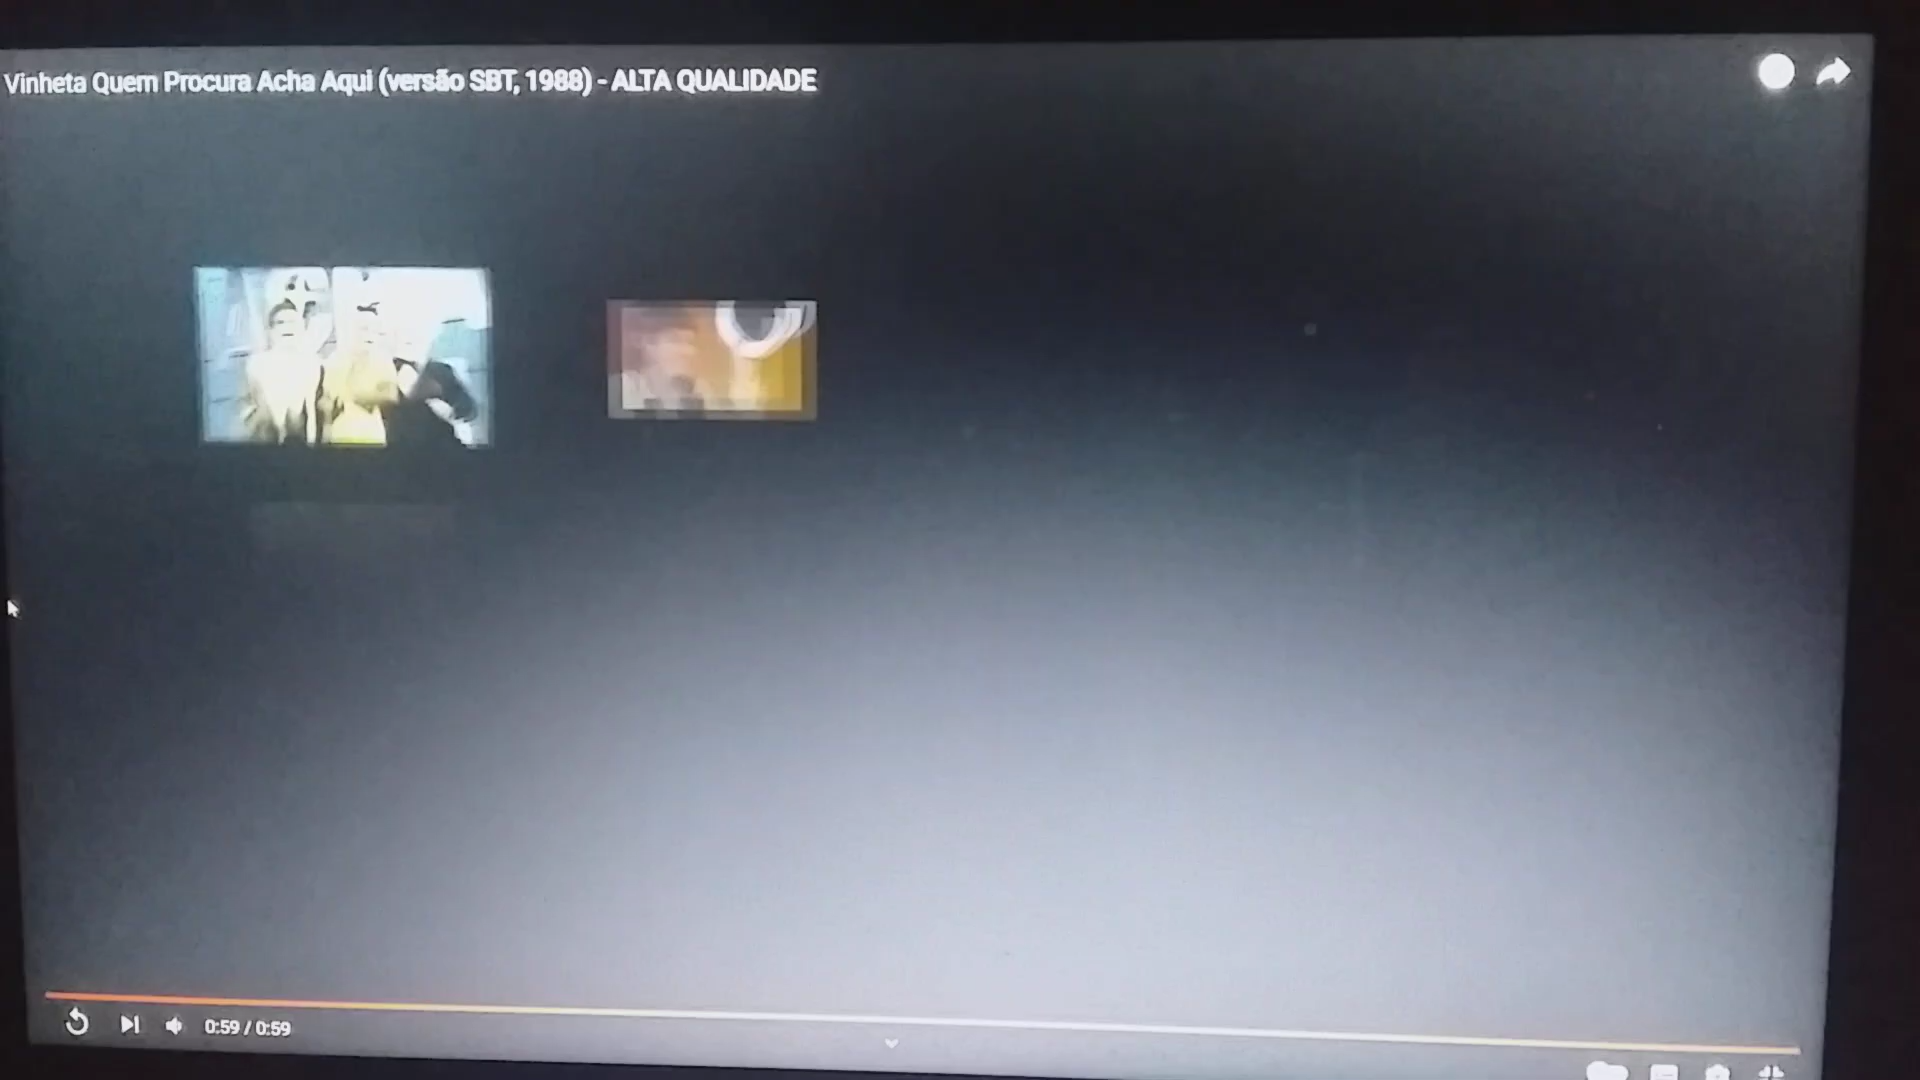 Vinheta Quem Procura Acha Aqui (versão SBT, 1988) - ALTA QUALIDADE
0:59 / 0:59